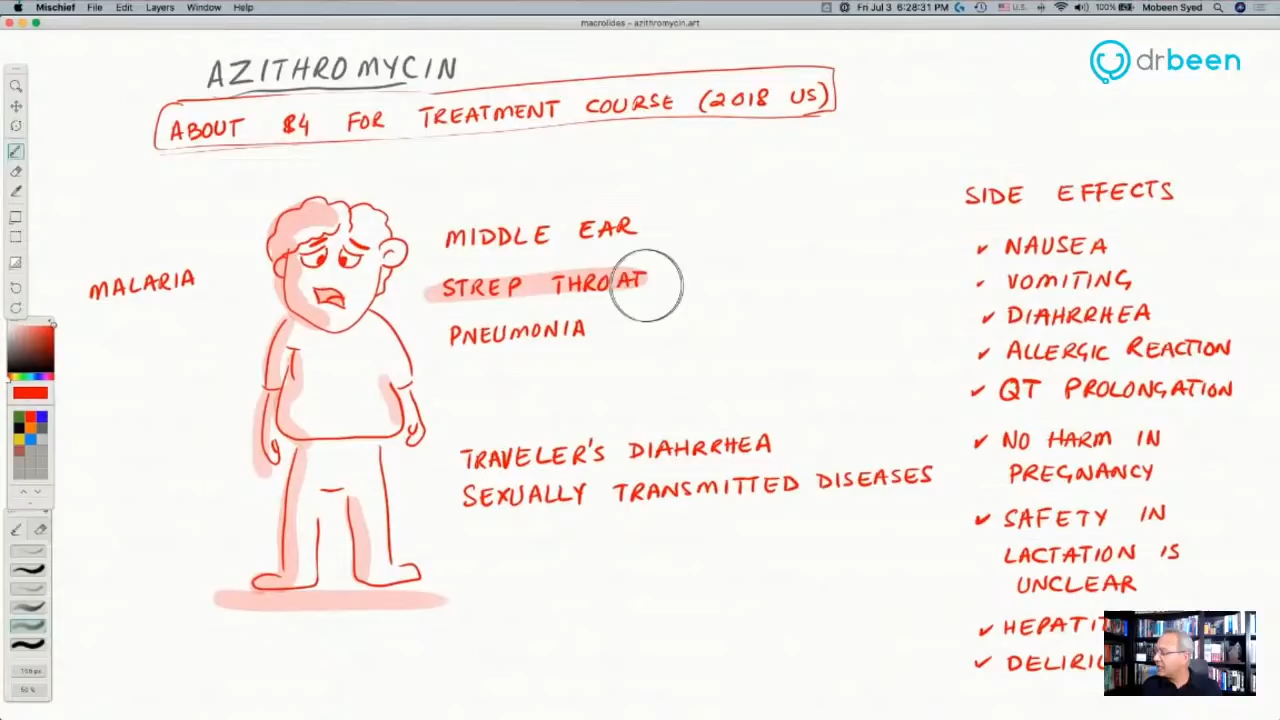 Mischief File Edit Layers Window Help
U.S. 100% Fri Jul 3 6:28:31 PM Mobeen Syed
macrolides – azithromycin.art
drbeen
AZITHROMYCIN
ABOUT $4 FOR TREATMENT COURSE (2018 US)
MALARIA
MIDDLE EAR
STREP THROAT
PNEUMONIA
TRAVELER'S DIAHRRHEA
SEXUALLY TRANSMITTED DISEASES
SIDE EFFECTS
✔ NAUSEA
✔ VOMITING
✔ DIAHRRHEA
✔ ALLERGIC REACTION
✔ QT PROLONGATION
✔ NO HARM IN
PREGNANCY
✔ SAFETY IN
LACTATION IS
UNCLEAR
✔ HEPATIT
✔ DELIRI
50 %